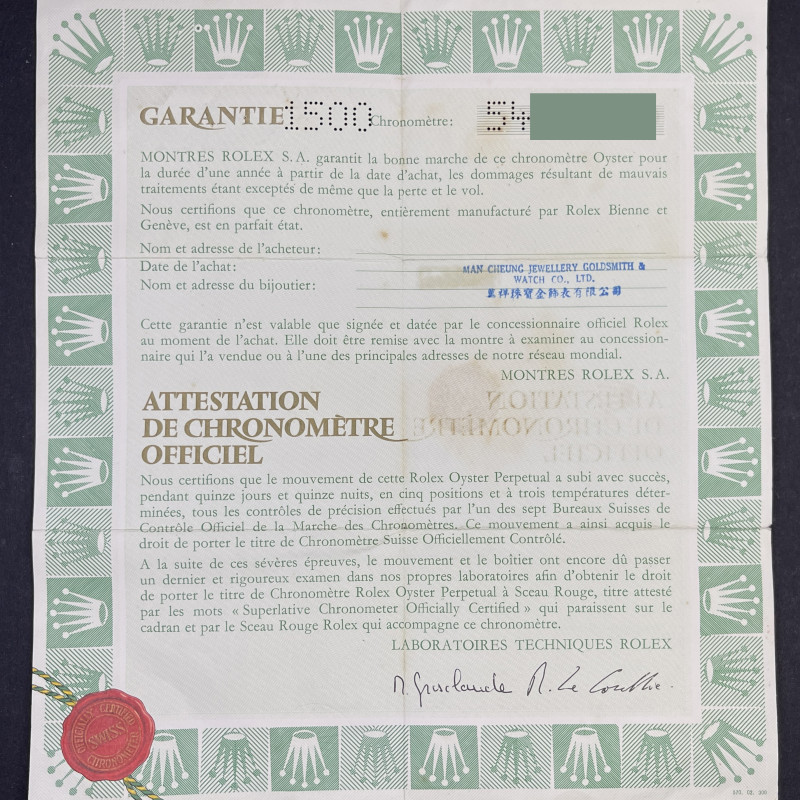 GARANTIE 1500 Chronomètre: 54
MONTRES ROLEX S.A. garantit la bonne marche de ce chronomètre Oyster pour
la durée d'une année à partir de la date d'achat, les dommages résultant de mauvais
traitements étant exceptés de même que la perte et le vol.
Nous certifions que ce chronomètre, entièrement manufacturé par Rolex Bienne et
Genève, est en parfait état.
Nom et adresse de l'acheteur:
Date de l'achat:
Nom et adresse du bijoutier:
MAN CHEUNG JEWELLERY GOLDSMITH &
WATCH CO., LTD.
祥珠寶金飾表有限公司
Cette garantie n'est valable que signée et datée par le concessionnaire officiel Rolex
au moment de l'achat. Elle doit être remise avec la montre à examiner au concession-
naire qui l'a vendue ou à l'une des principales adresses de notre réseau mondial.
MONTRES ROLEX S.A.
ATTESTATION
DE CHRONOMÈTRE
OFFICIEL
Nous certifions que le mouvement de cette Rolex Oyster Perpetual a subi avec succès,
pendant quinze jours et quinze nuits, en cinq positions et à trois températures déter-
minées, tous les contrôles de précision effectués par l'un des sept Bureaux Suisses de
Contrôle Officiel de la Marche des Chronomètres. Ce mouvement a ainsi acquis le
droit de porter le titre de Chronomètre Suisse Officiellement Contrôlé.
A la suite de ces sévères épreuves, le mouvement et le boîtier ont encore dû passer
un dernier et rigoureux examen dans nos propres laboratoires afin d'obtenir le droit
de porter le titre de Chronomètre Rolex Oyster Perpetual à Sceau Rouge, titre attesté
par les mots « Superlative Chronometer Officially Certified » qui paraissent sur le
cadran et par le Sceau Rouge Rolex qui accompagne ce chronomètre.
LABORATOIRES TECHNIQUES ROLEX
OFFICIALLY CERTIFIED
SWISS
CHRONOMETER